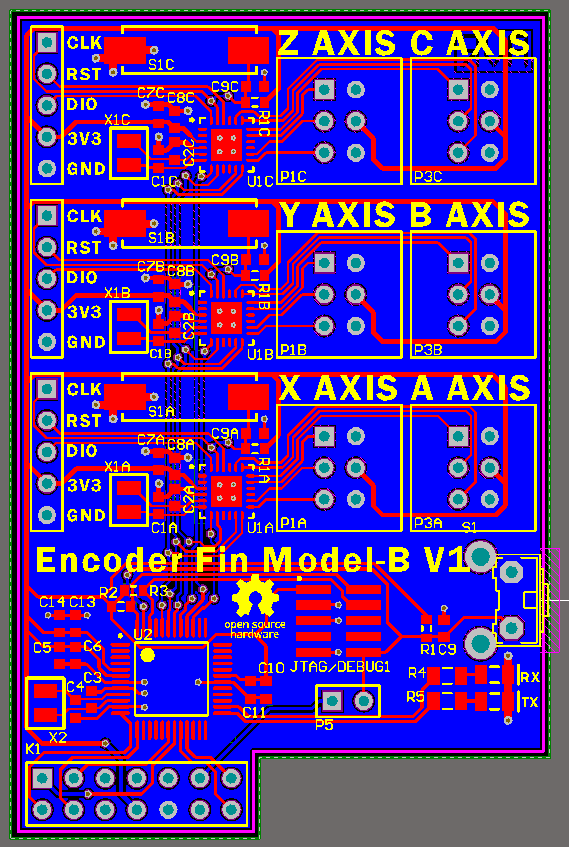 Z AXIS C AXIS
CLK
RST
DIO
3V3
GND
S1C
C9C
C7C
C8C
X1C
R1C
C2C
C1C
U1C
P1C
P3C
Y AXIS B AXIS
CLK
RST
DIO
3V3
GND
S1B
C9B
C7B
C8B
X1B
R1B
C2B
C1B
U1B
P1B
P3B
X AXIS A AXIS
CLK
RST
DIO
3V3
GND
S1A
C9A
C7A
C8A
X1A
R1A
C2A
C1A
U1A
P1A
P3A
S1
Encoder Fin Model-B V1
R2
R3
C14
C13
U2
open source
hardware
C5
C6
R1
C9
JTAG/DEBUG1
C10
C3
C4
C11
R4
RX
R5
TX
P5
X2
K1